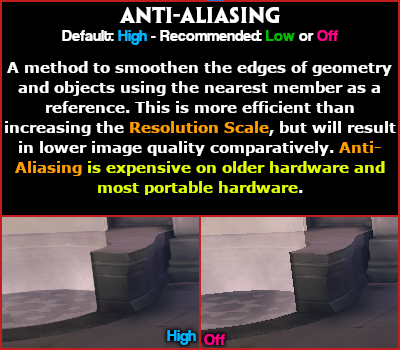 ANTI-ALIASING
Default: High - Recommended: Low or Off
A method to smoothen the edges of geometry
and objects using the nearest member as a
reference. This is more efficient than
increasing the Resolution Scale, but will result
in lower image quality comparatively. Anti-
Aliasing is expensive on older hardware and
most portable hardware.
High Off